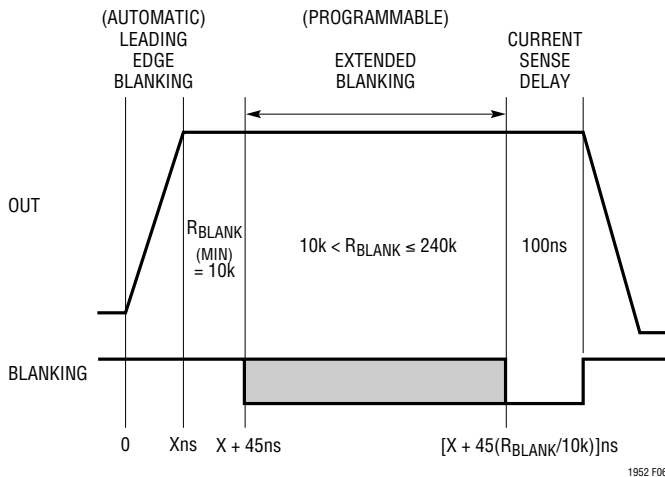 (AUTOMATIC)
LEADING
EDGE
BLANKING
(PROGRAMMABLE)
EXTENDED
BLANKING
CURRENT
SENSE
DELAY
OUT
RBLANK
(MIN)
= 10k
10k < RBLANK ≤ 240k
100ns
BLANKING
0
Xns
X + 45ns
[X + 45(RBLANK/10k)]ns
1952 F06